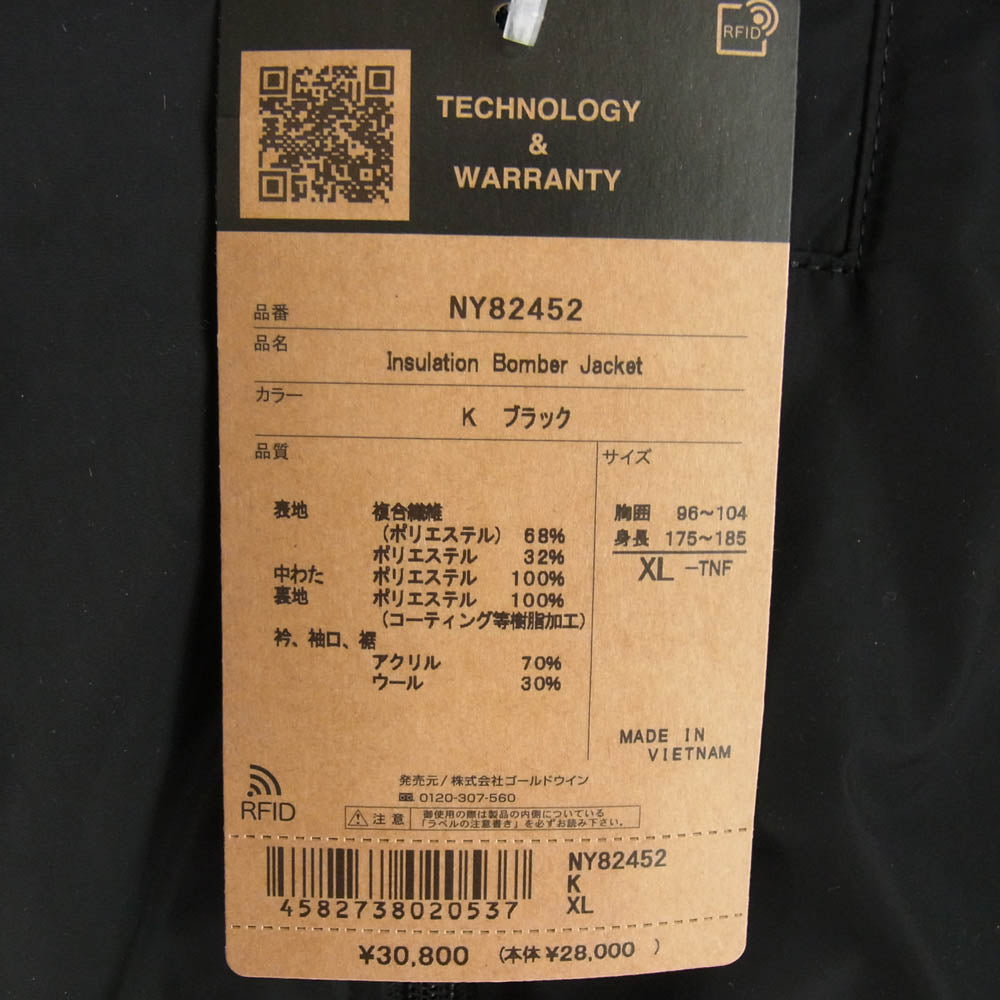 RFID
TECHNOLOGY
&
WARRANTY
品番 NY82452
品名
Insulation Bomber Jacket
カラー
K ブラック
品質
サイズ
表地 複合繊維
(ポリエステル) 68%
ポリエステル 32%
中わた ポリエステル 100%
裏地 ポリエステル 100%
(コーティング等樹脂加工)
衿、袖口、裾
アクリル 70%
ウール 30%
胸囲 96~104
身長 175~185
XL -TNF
MADE IN
VIETNAM
RFID
発売元/株式会社ゴールドウイン
0120-307-560
注意
御使用の際は製品の内側についている
「ラベルの注意書き」を必ずお読み下さい。
4582738020537
NY82452
K
XL
¥30,800 (本体¥28,000 )